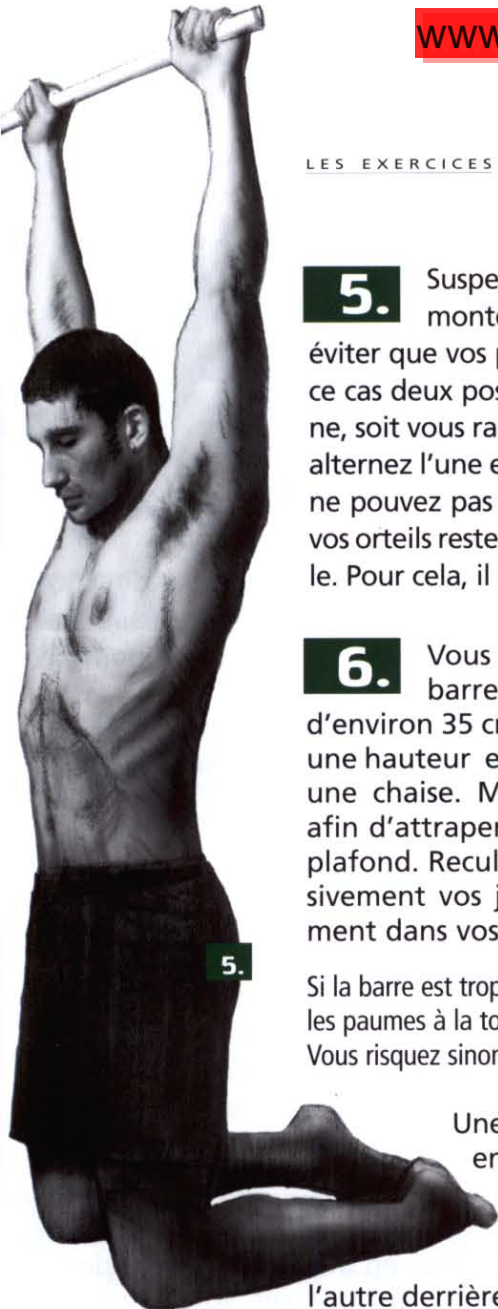 www
LES EXERCICES
5. Suspe
monte
éviter que vos p
ce cas deux pos
ne, soit vous ra
alternez l'une e
ne pouvez pas
vos orteils reste
le. Pour cela, il
6. Vous
barre
d'environ 35 cr
une hauteur e
une chaise. M
afin d'attraper
plafond. Recul
sivement vos j
ment dans vos
5.
Si la barre est trop
les paumes à la to
Vous risquez sinon
Une
en
l'autre derrière